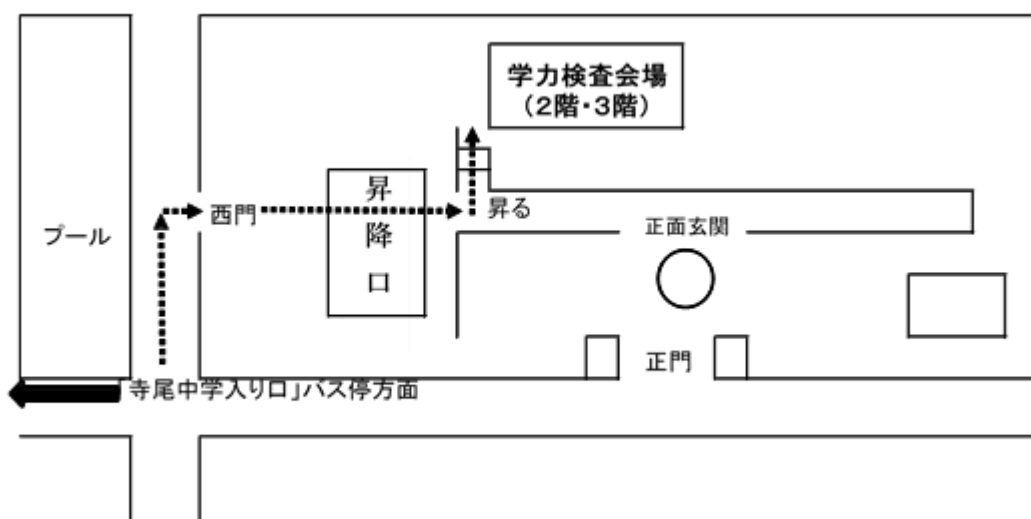 学力検査会場
(2階・3階)
昇降口
西門
昇る
プール
正面玄関
正門
寺尾中学入り口」バス停方面